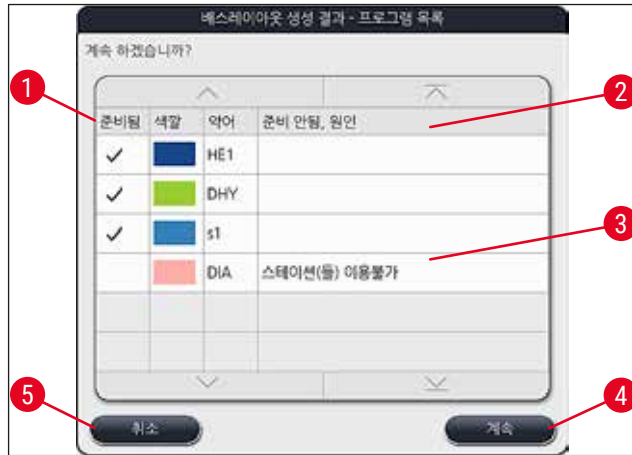 배스레이아웃 생성 결과 - 프로그램 목록
계속 하겠습니까?
1
2
준비됨 색깔 약어 준비 안됨, 원인
HE1
DHY
3
s1
DIA 스테이션(들) 이용불가
5
4
취소 계속